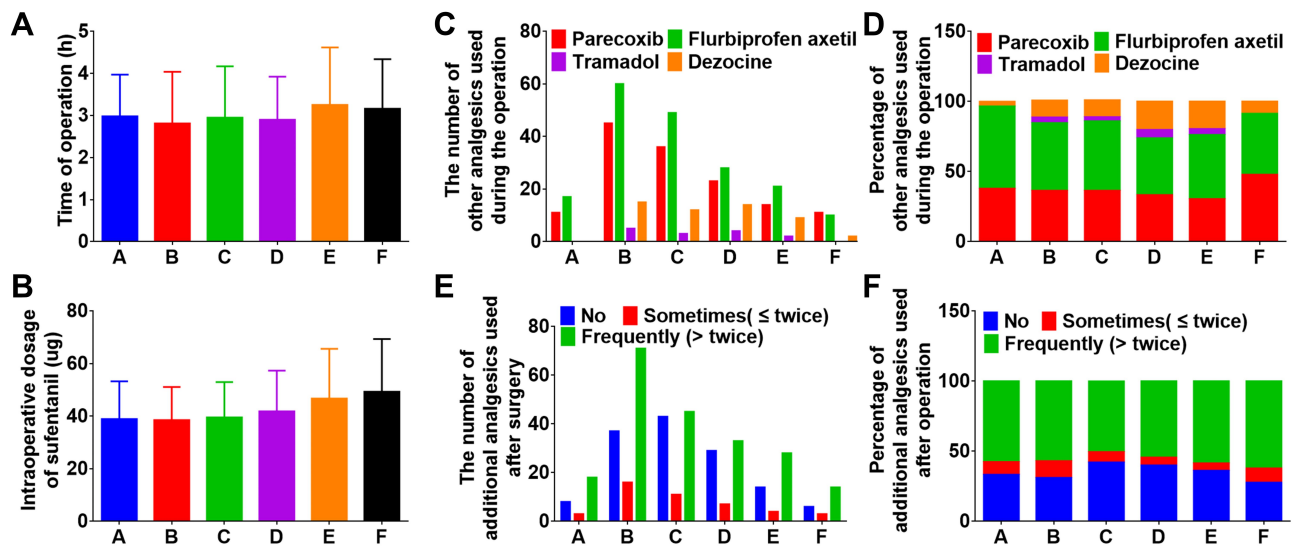 A
Time of operation (h)
5
4
3
2
1
0
A B C D E F
B
Intraoperative dosage
of sufentanil (ug)
80
60
40
20
0
A B C D E F
C
The number of
other analgesics used
during the operation
Parecoxib Flurbiprofen axetil
Tramadol Dezocine
80
60
40
20
0
A B C D E F
D
Percentage of
other analgesics used
during the operation
Parecoxib Flurbiprofen axetil
Tramadol Dezocine
150
100
50
0
A B C D E F
E
The number of
additional analgesics used
after surgery
No Sometimes( ≤ twice)
Frequently (> twice)
80
60
40
20
0
A B C D E F
F
Percentage of
additional analgesics used
after operation
No Sometimes( ≤ twice)
Frequently (> twice)
150
100
50
0
A B C D E F